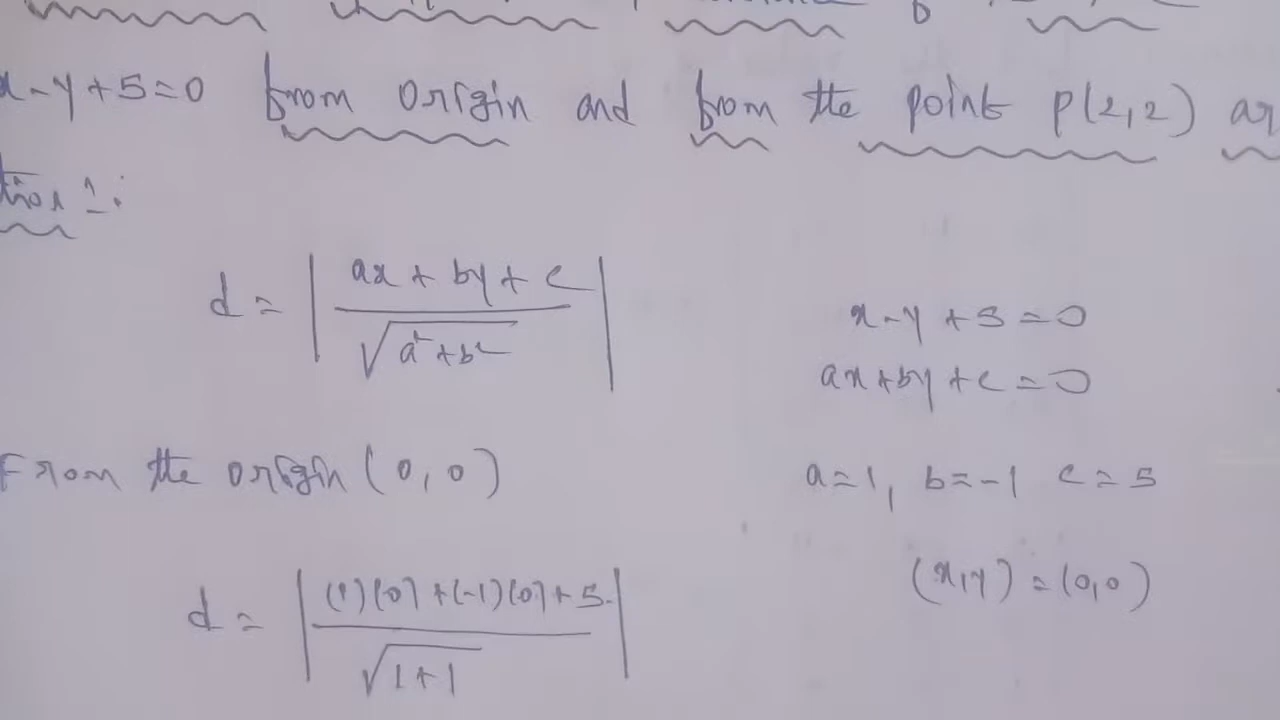 x-y+5=0 from origin and from the point P(2,2) ar
tion:
d = | ax + by + c / √a²+b² |
x-y+5=0
ax+by+c=0
From the origin (0,0)
a=1, b=-1 c=5
(x,y) = (0,0)
d = | (1)(0)+(-1)(0)+5. / √1+1 |